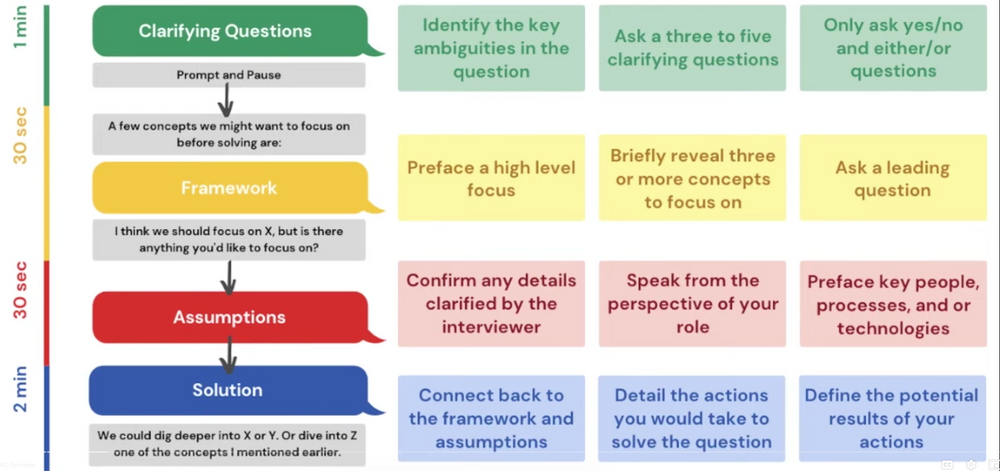 1 min
Clarifying Questions
Prompt and Pause
Identify the key
ambiguities in the
question
Ask a three to five
clarifying questions
Only ask yes/no
and either/or
questions
30 sec
A few concepts we might want to focus on
before solving are:
Framework
I think we should focus on X, but is there
anything you'd like to focus on?
Preface a high level
focus
Briefly reveal three
or more concepts
to focus on
Ask a leading
question
30 sec
Assumptions
Confirm any details
clarified by the
interviewer
Speak from the
perspective of your
role
Preface key people,
processes, and or
technologies
2 min
Solution
We could dig deeper into X or Y. Or dive into Z
one of the concepts I mentioned earlier.
Connect back to
the framework and
assumptions
Detail the actions
you would take to
solve the question
Define the potential
results of your
actions